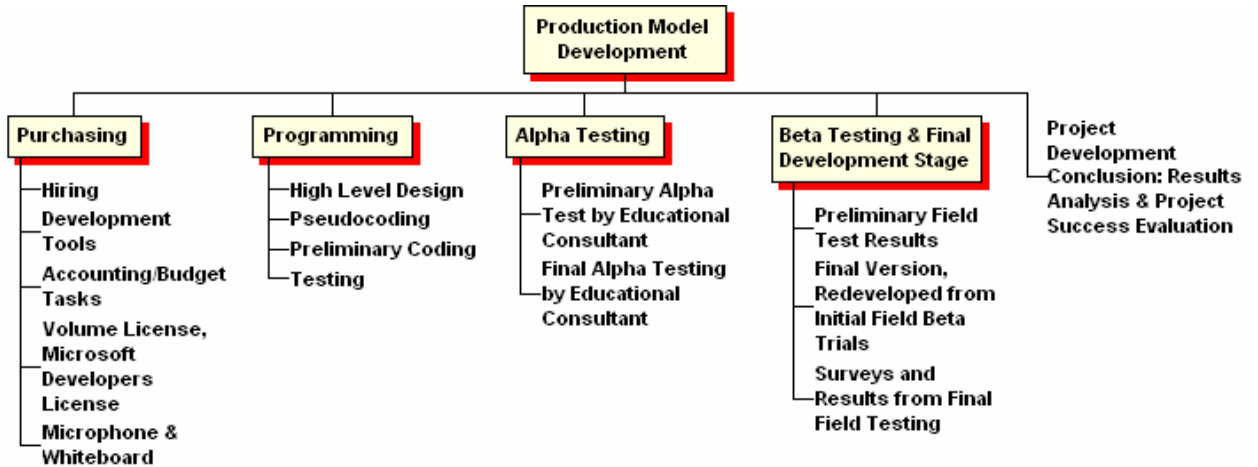 Production Model
Development
Purchasing
Hiring
Development
Tools
Accounting/Budget
Tasks
Volume License,
Microsoft
Developers
License
Microphone &
Whiteboard
Programming
High Level Design
Pseudocoding
Preliminary Coding
Testing
Alpha Testing
Preliminary Alpha
Test by Educational
Consultant
Final Alpha Testing
by Educational
Consultant
Beta Testing & Final
Development Stage
Preliminary Field
Test Results
Final Version,
Redeveloped from
Initial Field Beta
Trials
Surveys and
Results from Final
Field Testing
Project
Development
Conclusion: Results
Analysis & Project
Success Evaluation